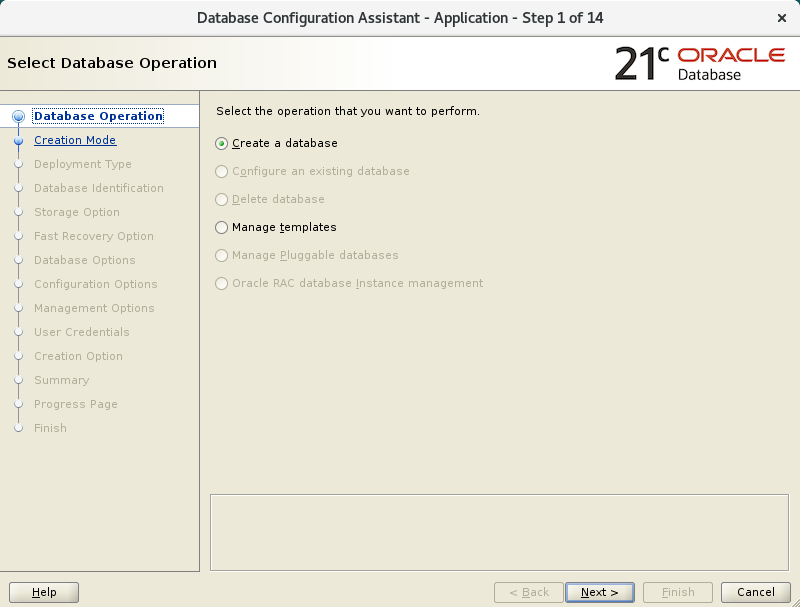 Database Configuration Assistant - Application - Step 1 of 14
Select Database Operation
21c ORACLE
Database
Database Operation
Creation Mode
Deployment Type
Database Identification
Storage Option
Fast Recovery Option
Database Options
Configuration Options
Management Options
User Credentials
Creation Option
Summary
Progress Page
Finish
Select the operation that you want to perform.
Create a database
Configure an existing database
Delete database
Manage templates
Manage Pluggable databases
Oracle RAC database Instance management
Help
< Back
Next >
Finish
Cancel